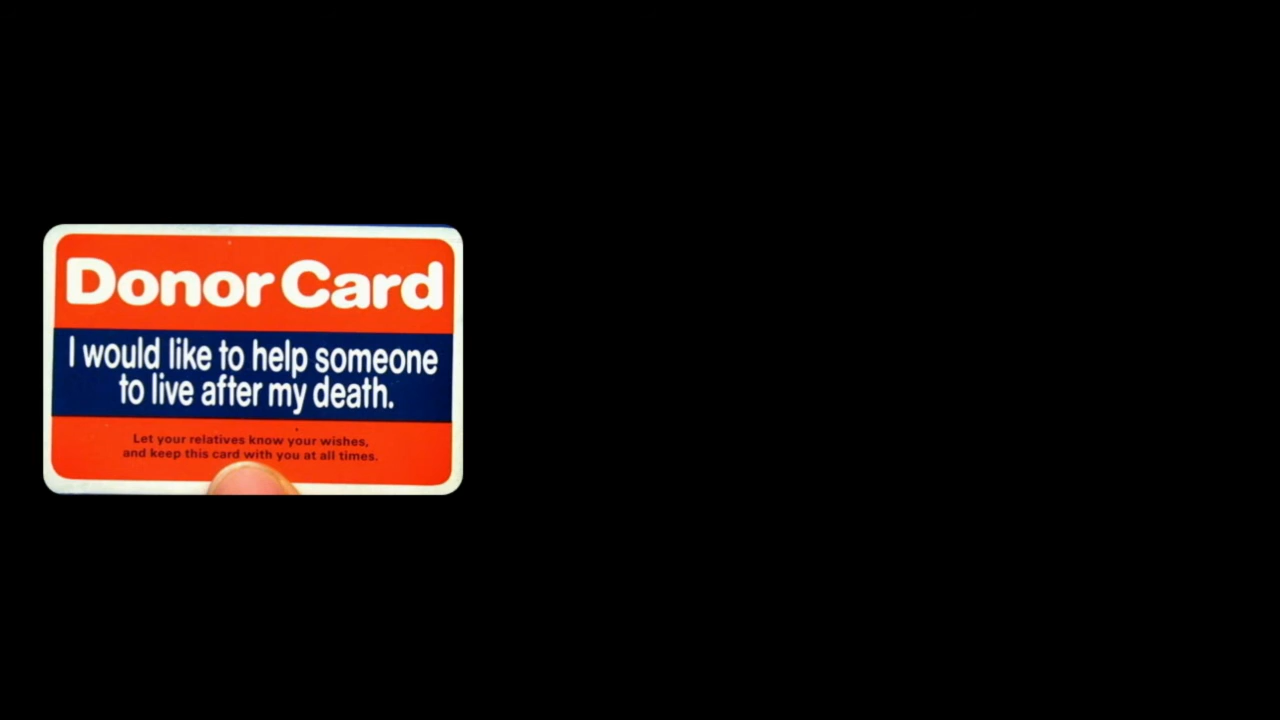 Donor Card
I would like to help someone
to live after my death.
Let your relatives know your wishes,
and keep this card with you at all times.